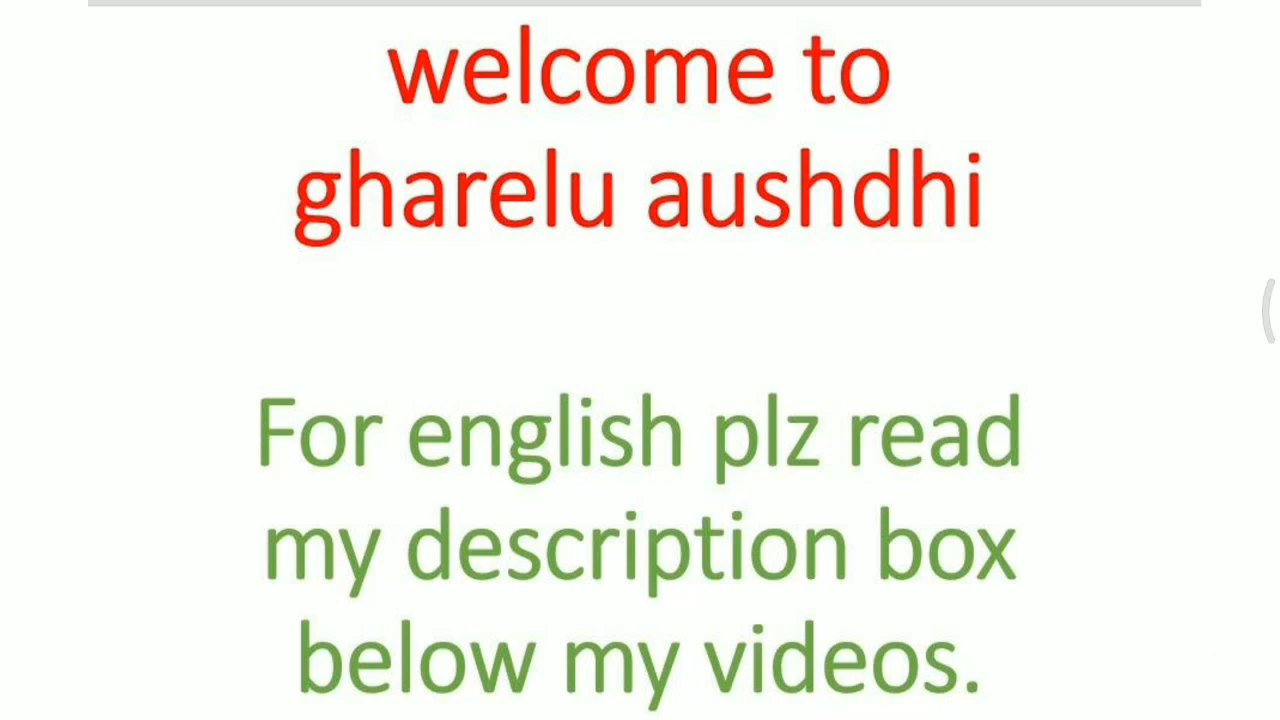 welcome to
gharelu aushdhi
For english plz read
my description box
below my videos.